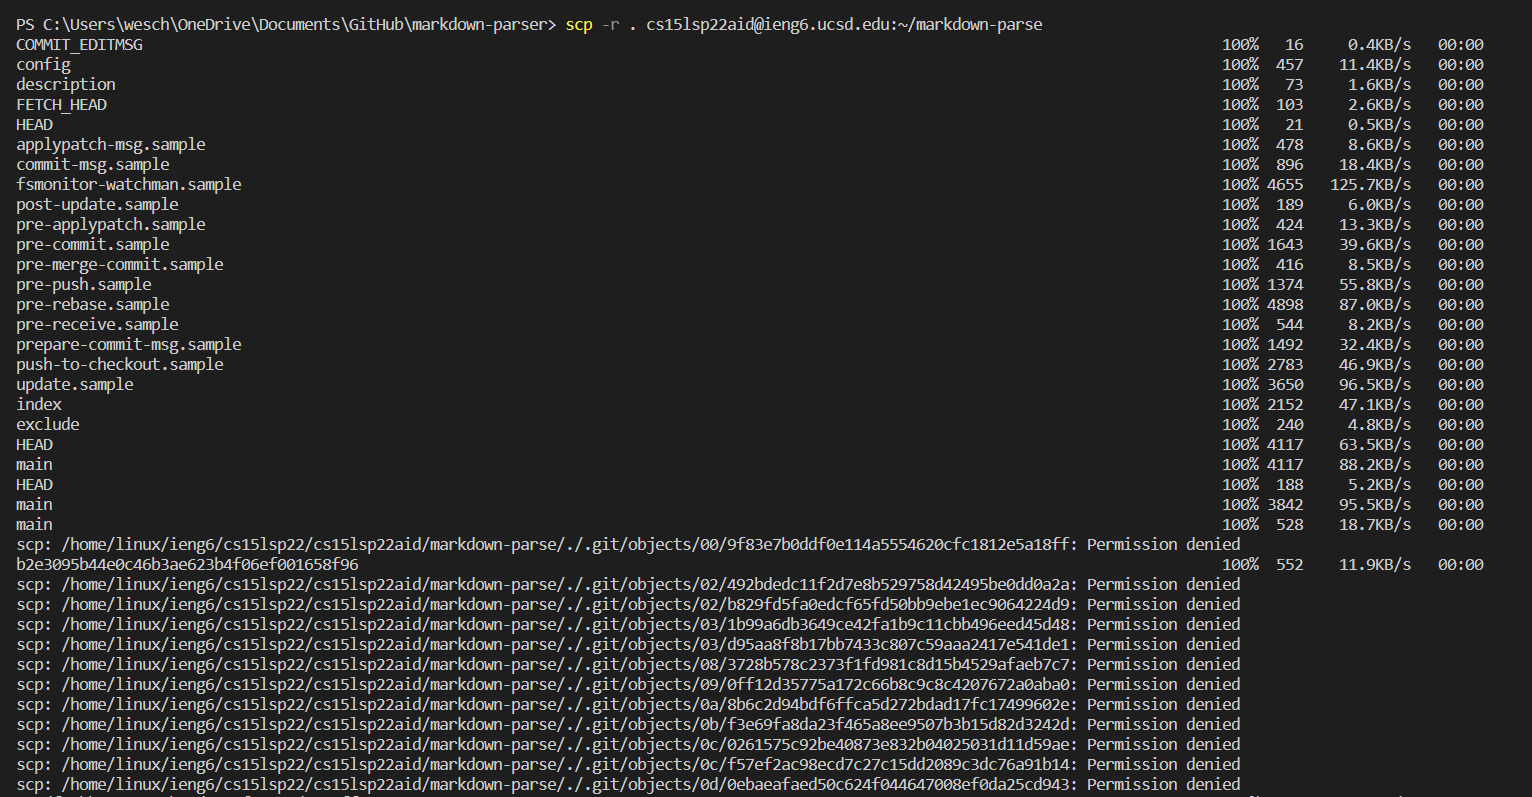 PS C:\Users\wesch\OneDrive\Documents\GitHub\markdown-parser> scp -r . cs15lsp22aid@ieng6.ucsd.edu:~/markdown-parse
COMMIT_EDITMSG 100% 16 0.4KB/s 00:00
config 100% 457 11.4KB/s 00:00
description 100% 73 1.6KB/s 00:00
FETCH_HEAD 100% 103 2.6KB/s 00:00
HEAD 100% 21 0.5KB/s 00:00
applypatch-msg.sample 100% 478 8.6KB/s 00:00
commit-msg.sample 100% 896 18.4KB/s 00:00
fsmonitor-watchman.sample 100% 4655 125.7KB/s 00:00
post-update.sample 100% 189 6.0KB/s 00:00
pre-applypatch.sample 100% 424 13.3KB/s 00:00
pre-commit.sample 100% 1643 39.6KB/s 00:00
pre-merge-commit.sample 100% 416 8.5KB/s 00:00
pre-push.sample 100% 1374 55.8KB/s 00:00
pre-rebase.sample 100% 4898 87.0KB/s 00:00
pre-receive.sample 100% 544 8.2KB/s 00:00
prepare-commit-msg.sample 100% 1492 32.4KB/s 00:00
push-to-checkout.sample 100% 2783 46.9KB/s 00:00
update.sample 100% 3650 96.5KB/s 00:00
index 100% 2152 47.1KB/s 00:00
exclude 100% 240 4.8KB/s 00:00
HEAD 100% 4117 63.5KB/s 00:00
main 100% 4117 88.2KB/s 00:00
HEAD 100% 188 5.2KB/s 00:00
main 100% 3842 95.5KB/s 00:00
main 100% 528 18.7KB/s 00:00
scp: /home/linux/ieng6/cs15lsp22/cs15lsp22aid/markdown-parse/./.git/objects/00/9f83e7b0ddf0e114a5554620cfc1812e5a18ff: Permission denied
b2e3095b44e0c46b3ae623b4f06ef001658f96 100% 552 11.9KB/s 00:00
scp: /home/linux/ieng6/cs15lsp22/cs15lsp22aid/markdown-parse/./.git/objects/02/492bdedc11f2d7e8b529758d42495be0dd0a2a: Permission denied
scp: /home/linux/ieng6/cs15lsp22/cs15lsp22aid/markdown-parse/./.git/objects/02/b829fd5fa0edcf65fd50bb9ebe1ec9064224d9: Permission denied
scp: /home/linux/ieng6/cs15lsp22/cs15lsp22aid/markdown-parse/./.git/objects/03/1b99a6db3649ce42fa1b9c11cbb496eed45d48: Permission denied
scp: /home/linux/ieng6/cs15lsp22/cs15lsp22aid/markdown-parse/./.git/objects/03/d95aa8f8b17bb7433c807c59aaa2417e541de1: Permission denied
scp: /home/linux/ieng6/cs15lsp22/cs15lsp22aid/markdown-parse/./.git/objects/08/3728b578c2373f1fd981c8d15b4529afaeb7c7: Permission denied
scp: /home/linux/ieng6/cs15lsp22/cs15lsp22aid/markdown-parse/./.git/objects/09/0ff12d35775a172c66b8c9c8c4207672a0aba0: Permission denied
scp: /home/linux/ieng6/cs15lsp22/cs15lsp22aid/markdown-parse/./.git/objects/0a/8b6c2d94bdf6ffca5d272bdad17fc17499602e: Permission denied
scp: /home/linux/ieng6/cs15lsp22/cs15lsp22aid/markdown-parse/./.git/objects/0b/f3e69fa8da23f465a8ee9507b3b15d82d3242d: Permission denied
scp: /home/linux/ieng6/cs15lsp22/cs15lsp22aid/markdown-parse/./.git/objects/0c/0261575c92be40873e832b04025031d11d59ae: Permission denied
scp: /home/linux/ieng6/cs15lsp22/cs15lsp22aid/markdown-parse/./.git/objects/0c/f57ef2ac98ecd7c27c15dd2089c3dc76a91b14: Permission denied
scp: /home/linux/ieng6/cs15lsp22/cs15lsp22aid/markdown-parse/./.git/objects/0d/0ebaeafaed50c624f044647008ef0da25cd943: Permission denied